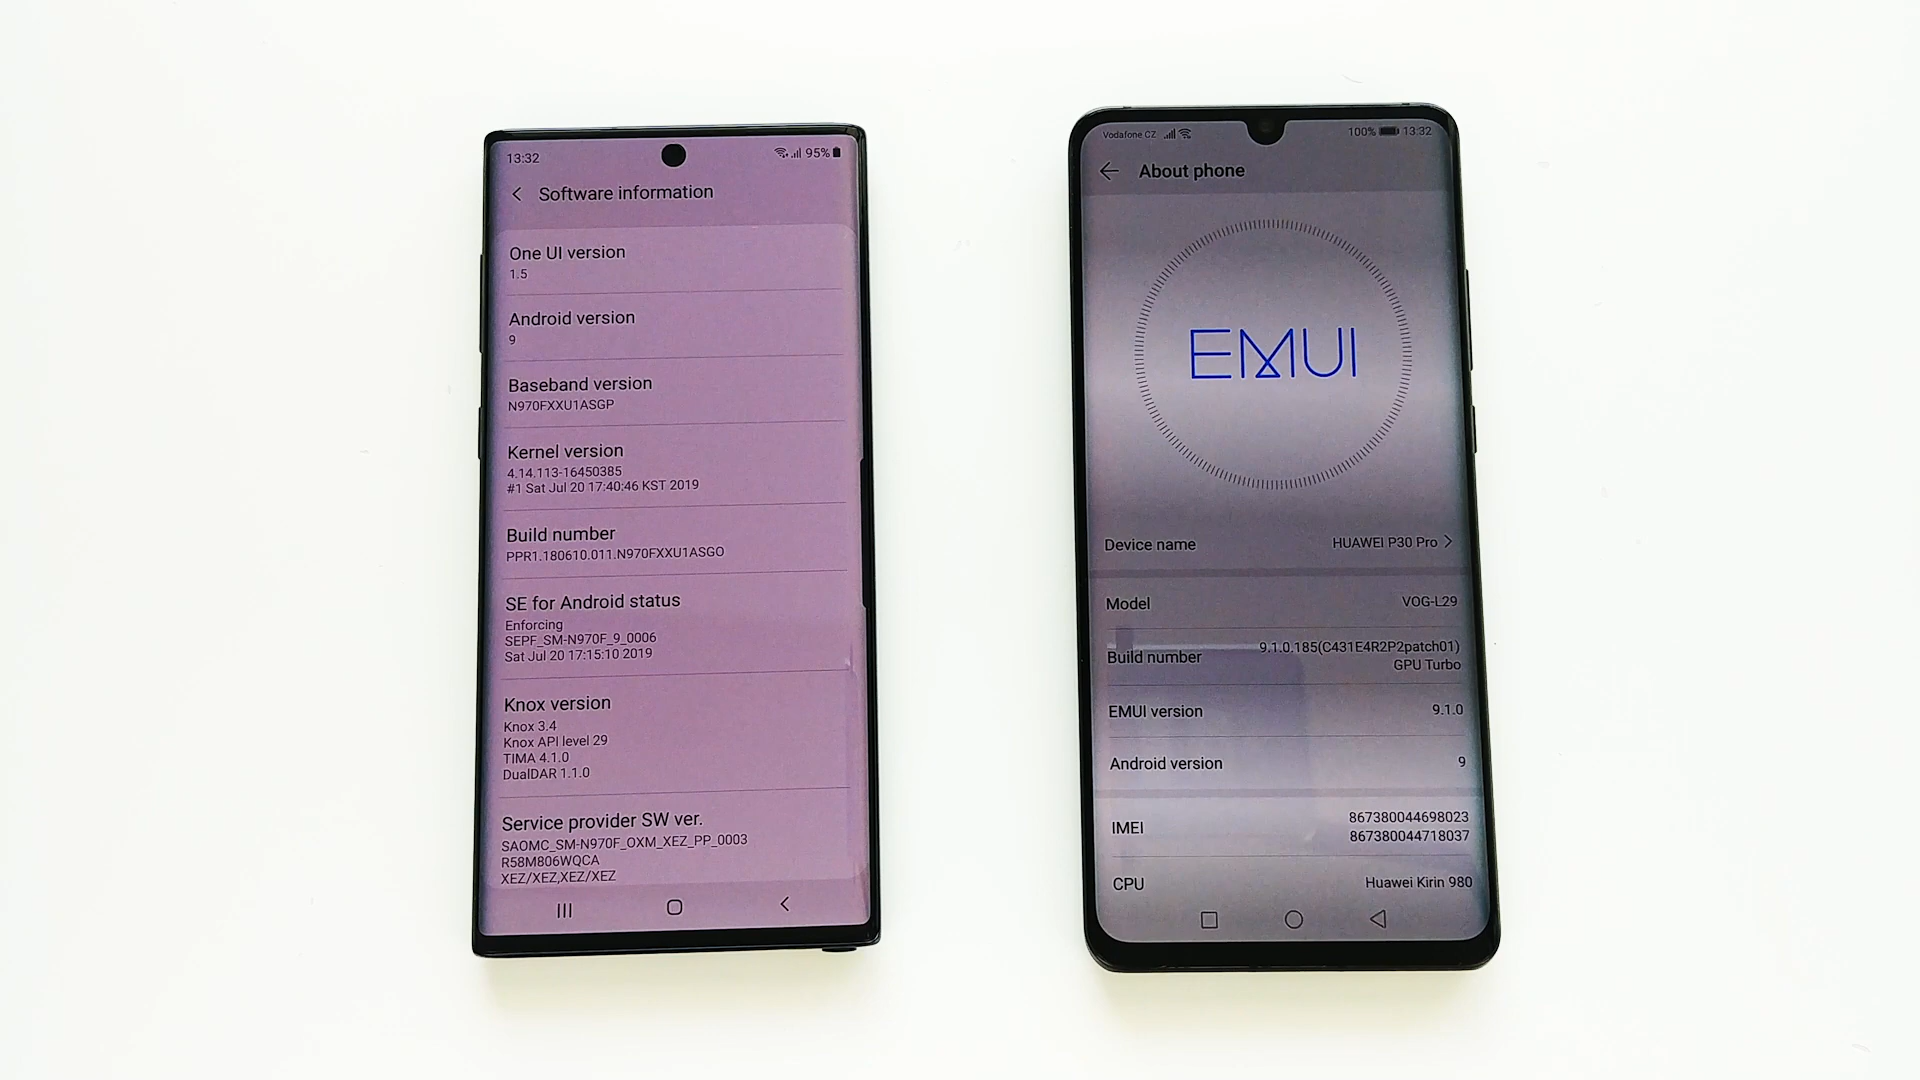 13:32
95%
Software information
One UI version
1.5
Android version
9
Baseband version
N970FXXU1ASGP
Kernel version
4.14.113-16450385
#1 Sat Jul 20 17:40:46 KST 2019
Build number
PPR1.180610.011.N970FXXU1ASGO
SE for Android status
Enforcing
SEPF_SM-N970F_9_0006
Sat Jul 20 17:15:10 2019
Knox version
Knox 3.4
Knox API level 29
TIMA 4.1.0
DualDAR 1.1.0
Service provider SW ver.
SAOMC_SM-N970F_OXM_XEZ_PP_0003
R58M806WQCA
XEZ/XEZ,XEZ/XEZ
Vodafone CZ
100% 13:32
About phone
EMUI
Device name HUAWEI P30 Pro
Model VOG-L29
Build number 9.1.0.185(C431E4R2P2patch01)
GPU Turbo
EMUI version 9.1.0
Android version 9
IMEI 867380044698023
867380044718037
CPU Huawei Kirin 980